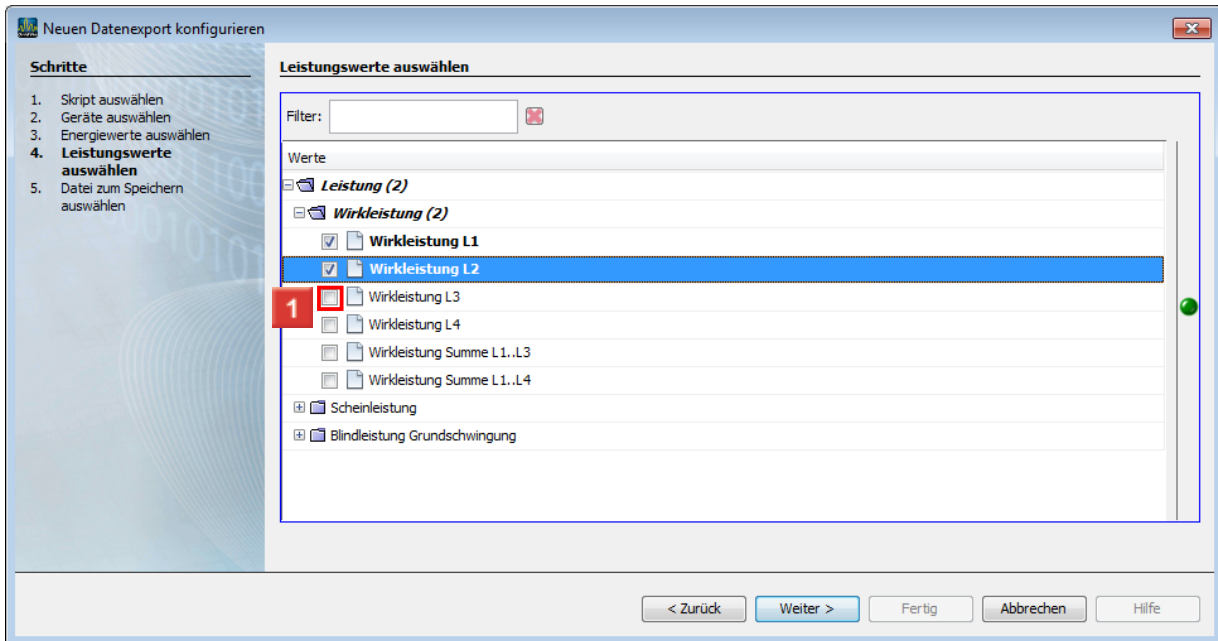 Neuen Datenexport konfigurieren
Schritte
1. Skript auswählen
2. Geräte auswählen
3. Energiewerte auswählen
4. Leistungswerte
auswählen
5. Datei zum Speichern
auswählen
Leistungswerte auswählen
Filter:
Werte
Leistung (2)
Wirkleistung (2)
Wirkleistung L1
Wirkleistung L2
1 Wirkleistung L3
Wirkleistung L4
Wirkleistung Summe L1..L3
Wirkleistung Summe L1..L4
Scheinleistung
Blindleistung Grundschwingung
< Zurück Weiter > Fertig Abbrechen Hilfe